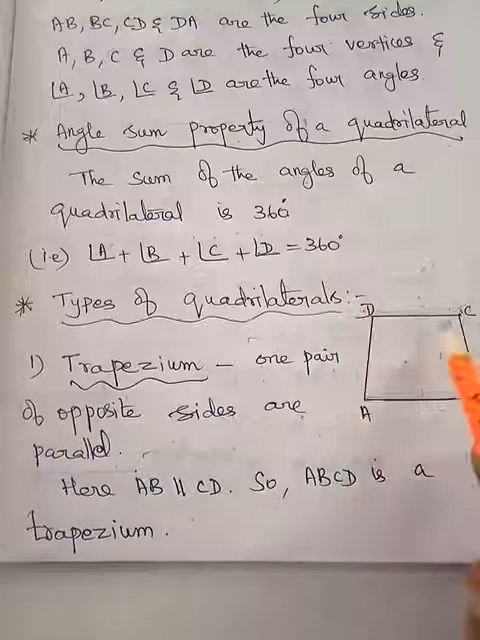 AB, BC, CD & DA are the four sides.
A, B, C & D are the four vertices &
∠A, ∠B, ∠C & ∠D are the four angles.
* Angle sum property of a quadrilateral
The sum of the angles of a
quadrilateral is 360°
(i.e) ∠A + ∠B + ∠C + ∠D = 360°
* Types of quadrilaterals:-
D C
1) Trapezium - one pair
of opposite sides are
A
parallel.
Here AB || CD. So, ABCD is a
trapezium.